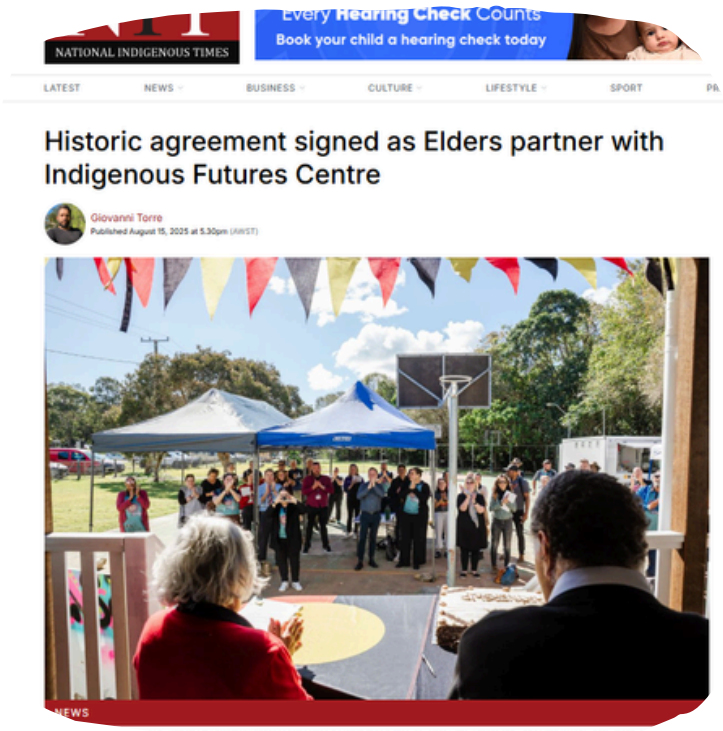 Every Hearing Check Counts
Book your child a hearing check today
NATIONAL INDIGENOUS TIMES
LATEST NEWS BUSINESS CULTURE LIFESTYLE SPORT
Historic agreement signed as Elders partner with
Indigenous Futures Centre
Giovanni Torre
Published August 15, 2025 at 5.30pm (AWST)
NEWS